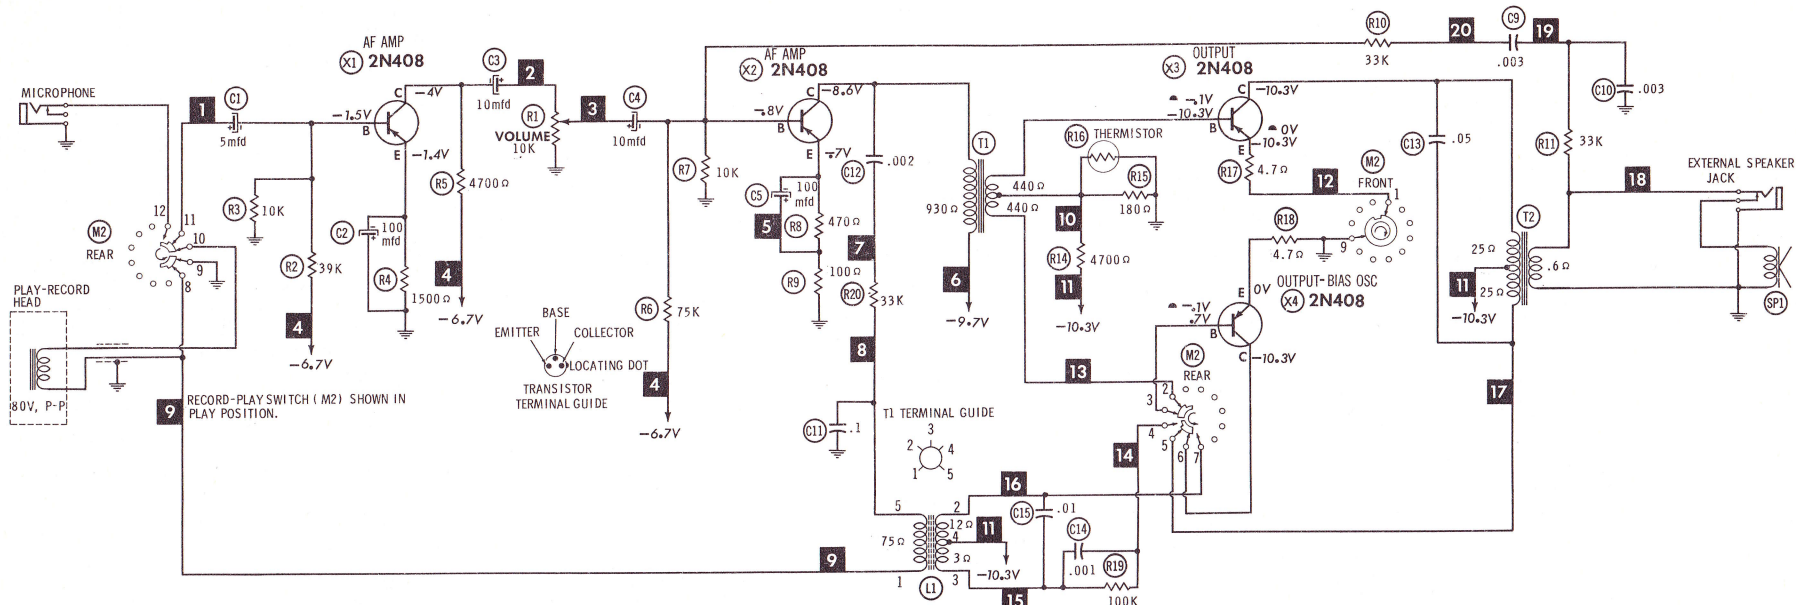 MICROPHONE
1
C1
5mfd
AF AMP
X1 2N408
C
-4V
-1.5V
B
E
-1.4V
C3
10mfd
2
R1
VOLUME
10K
3
C4
10mfd
R5
4700Ω
4
-6.7V
R3
10K
R2
39K
4
-6.7V
C2
100
mfd
R4
1500Ω
12
11
10
9
8
M2
REAR
PLAY-RECORD
HEAD
80V, P-P
9
RECORD-PLAY SWITCH (M2) SHOWN IN
PLAY POSITION.
BASE
EMITTER
COLLECTOR
LOCATING DOT
TRANSISTOR
TERMINAL GUIDE
R6
75K
4
-6.7V
R7
10K
AF AMP
X2 2N408
C
-8.6V
-.8V
B
E
-.7V
C5
100
mfd
5
R8
470Ω
R9
100Ω
C12
.002
7
R20
33K
8
C11
.1
T1 TERMINAL GUIDE
1
2
3
4
5
T1
930Ω
440Ω
440Ω
6
-9.7V
R16
THERMISTOR
R15
180Ω
10
R14
4700Ω
11
-10.3V
13
OUTPUT
X3 2N408
C
-10.3V
-.1V
-10.3V
B
0V
-10.3V
E
R17
4.7Ω
12
M2
FRONT
1
9
R18
4.7Ω
OUTPUT-BIAS OSC
X4 2N408
E
0V
-.1V
.7V
B
C
-10.3V
M2
REAR
2
3
4
5
6
7
14
16
5
2
12Ω
4
75Ω
3Ω
1
3
L1
11
-10.3V
9
15
C15
.01
C14
.001
R19
100K
R10
33K
20
C9
.003
19
C10
.003
R11
33K
C13
.05
18
EXTERNAL SPEAKER
JACK
T2
25Ω
25Ω
.6Ω
11
-10.3V
17
SP1